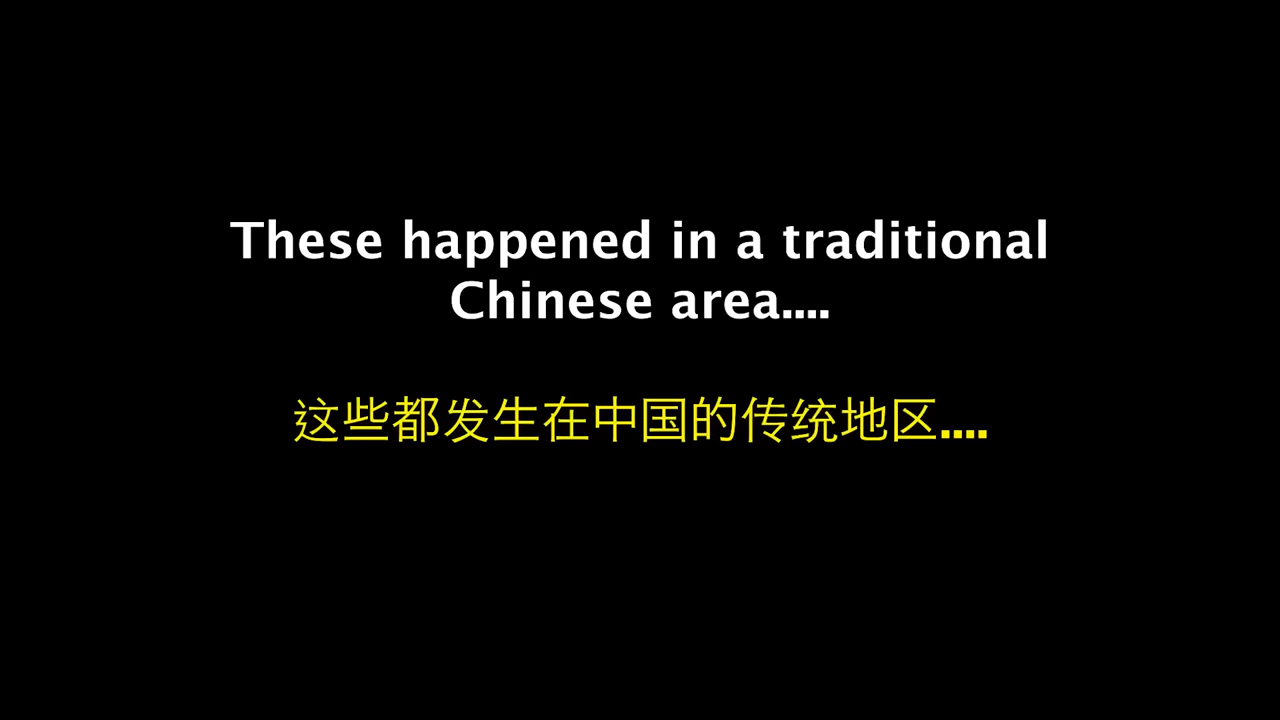 These happened in a traditional
Chinese area....
这些都发生在中国的传统地区....